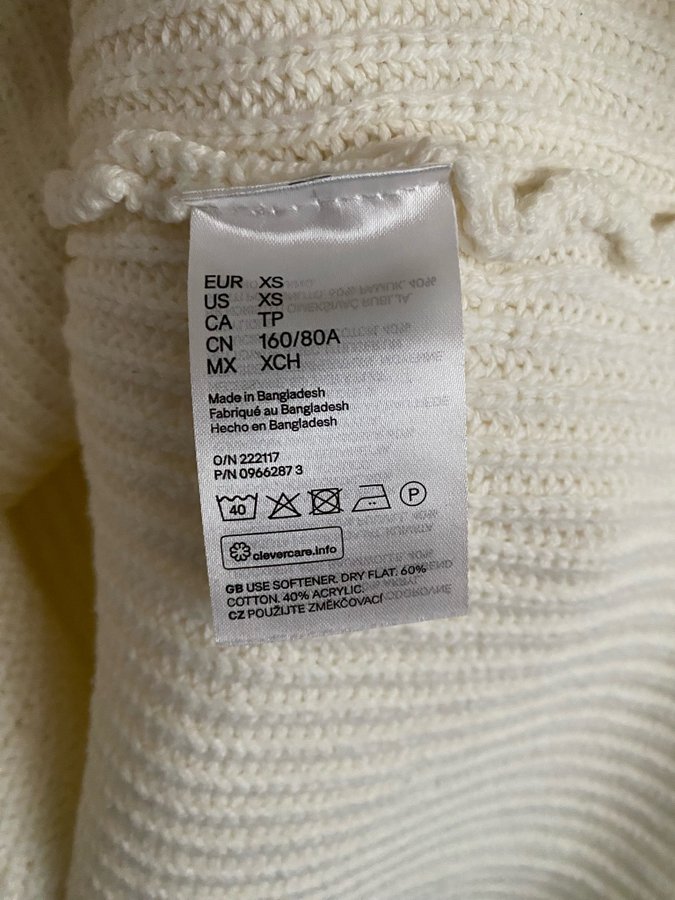 EUR XS
US XS
CA TP
CN 160/80A
MX XCH
Made in Bangladesh
Fabriqué au Bangladesh
Hecho en Bangladesh
O/N 222117
P/N 0966287 3
40 P
clevercare.info
GB USE SOFTENER. DRY FLAT. 60%
COTTON. 40% ACRYLIC.
CZ POUŽIJTE ZMĚKČOVACÍ